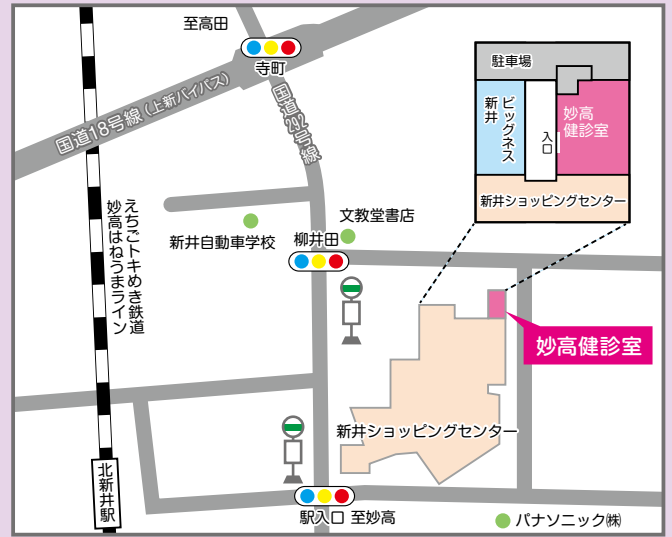 至高田
寺町
国道18号線(上新バイパス)
国道292号線
駐車場
ビッグネス
新井
入口
妙高
健診室
新井ショッピングセンター
えちごトキめき鉄道
妙高はねうまライン
文教堂書店
新井自動車学校
柳井田
妙高健診室
新井ショッピングセンター
北新井駅
駅入口 至妙高
パナソニック㈱